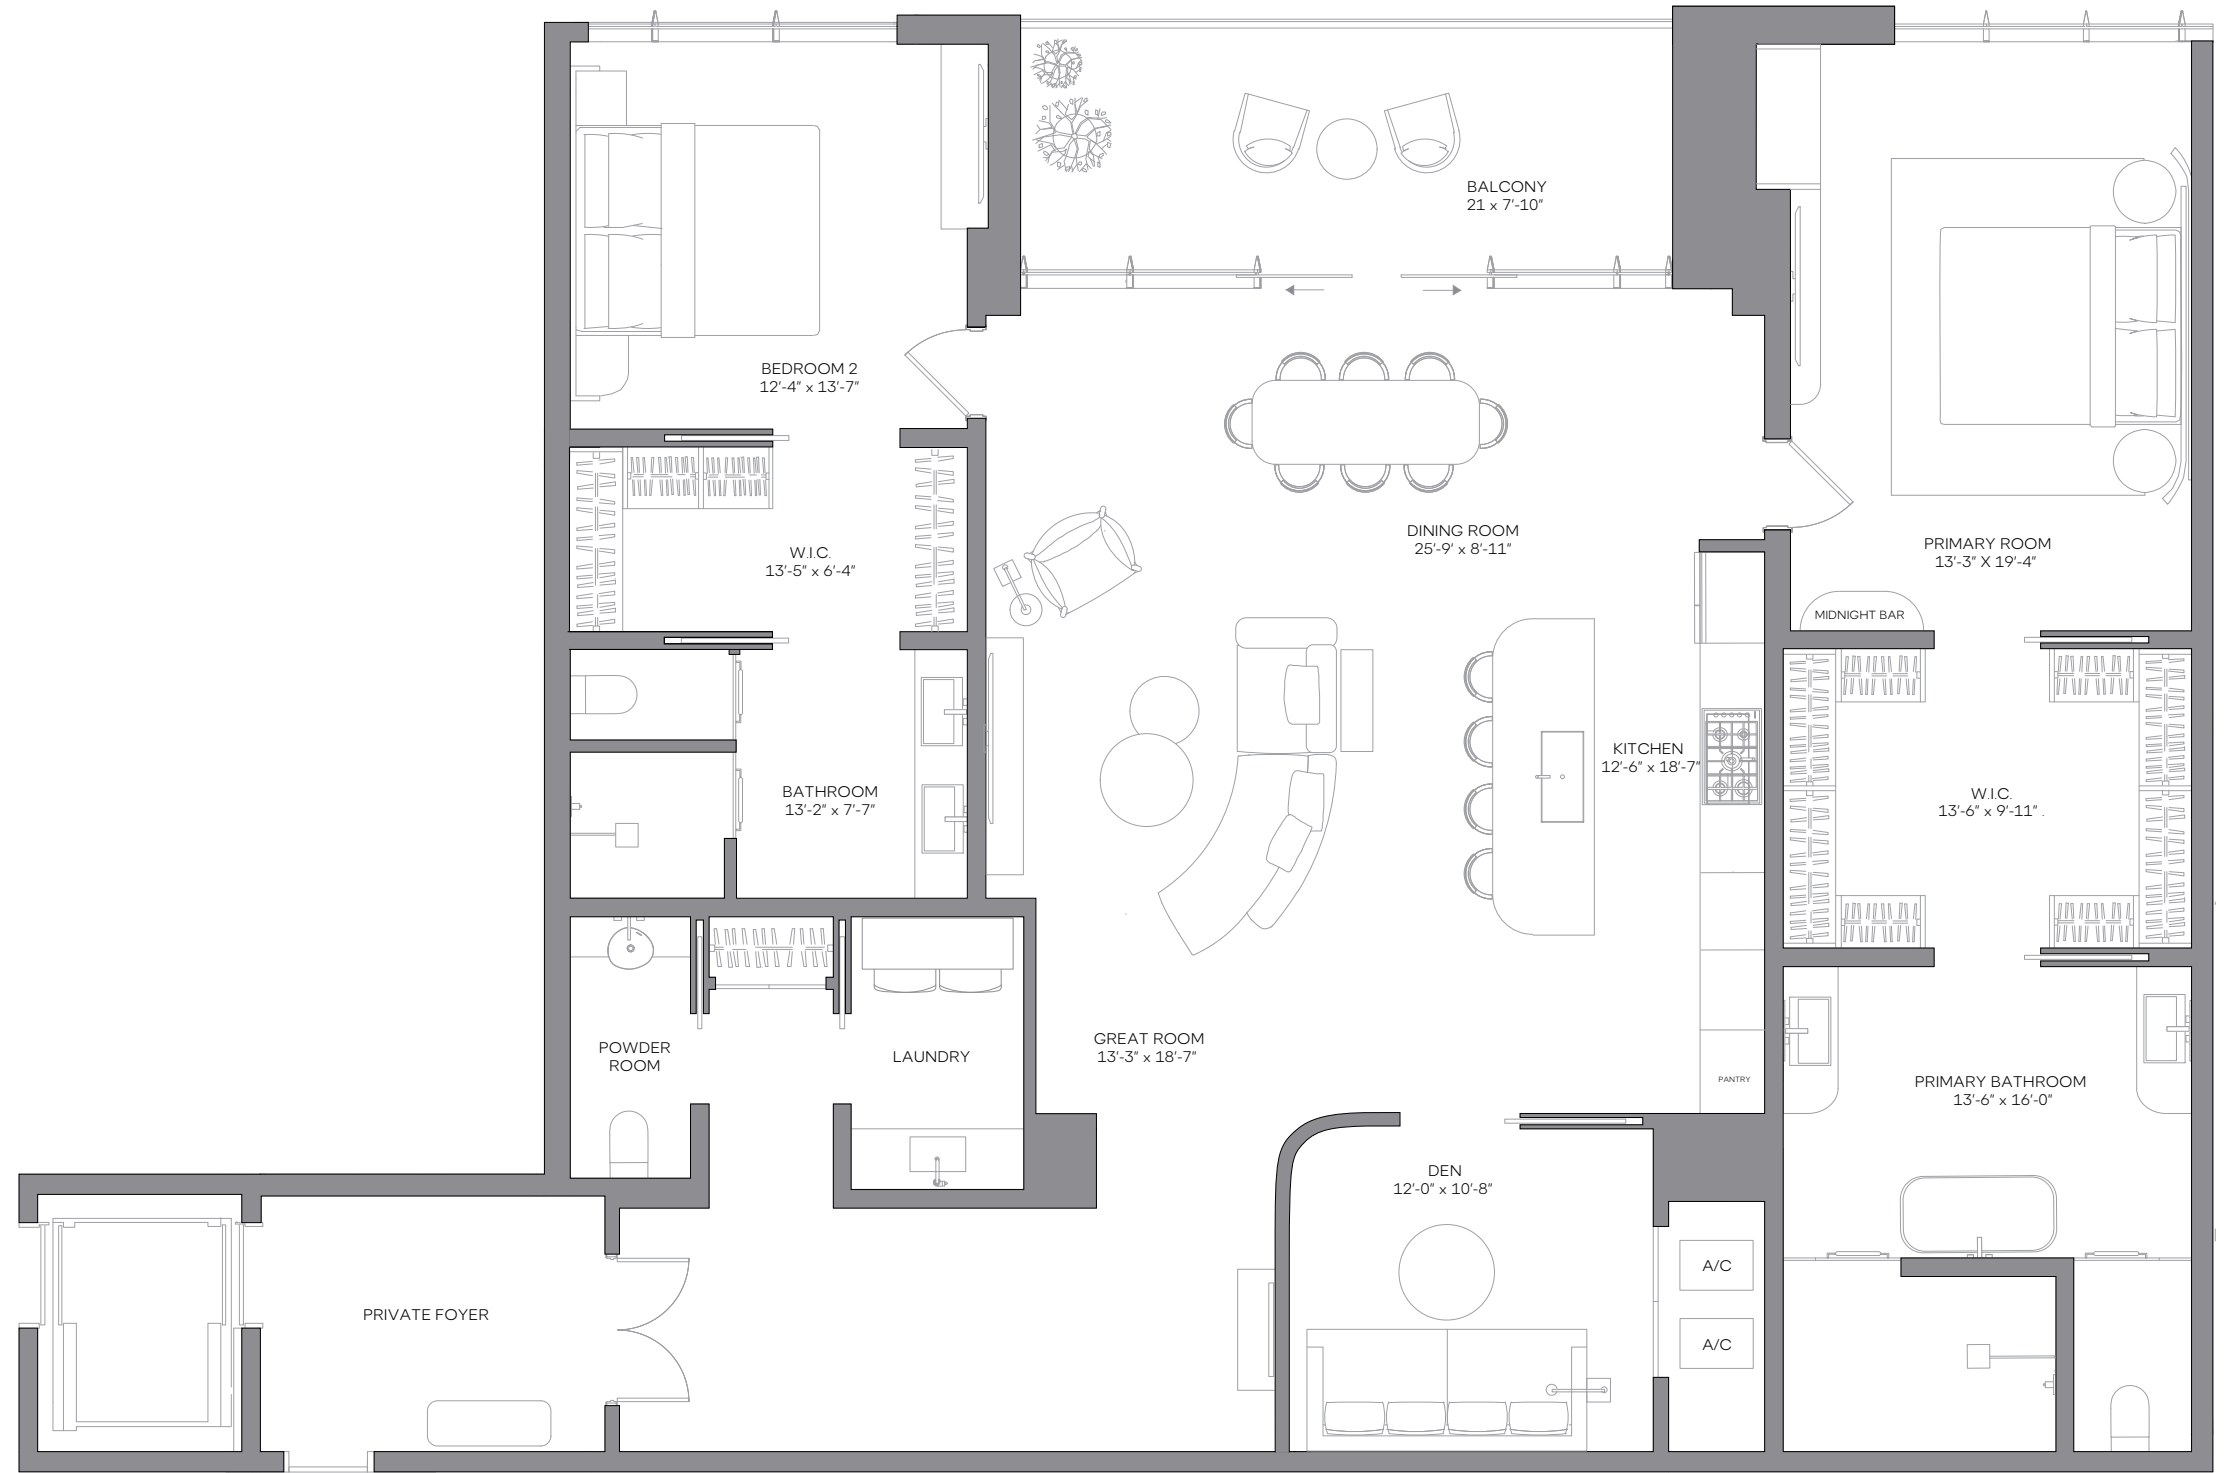 BALCONY
21 x 7'-10"
BEDROOM 2
12'-4" x 13'-7"
DINING ROOM
25'-9' x 8'-11"
PRIMARY ROOM
13'-3" X 19'-4"
W.I.C.
13'-5" x 6'-4"
MIDNIGHT BAR
KITCHEN
12'-6" x 18'-7"
BATHROOM
13'-2" x 7'-7"
W.I.C.
13'-6" x 9'-11" .
POWDER
ROOM
LAUNDRY
GREAT ROOM
13'-3" x 18'-7"
PANTRY
PRIMARY BATHROOM
13'-6" x 16'-0"
DEN
12'-0" x 10'-8"
A/C
PRIVATE FOYER
A/C